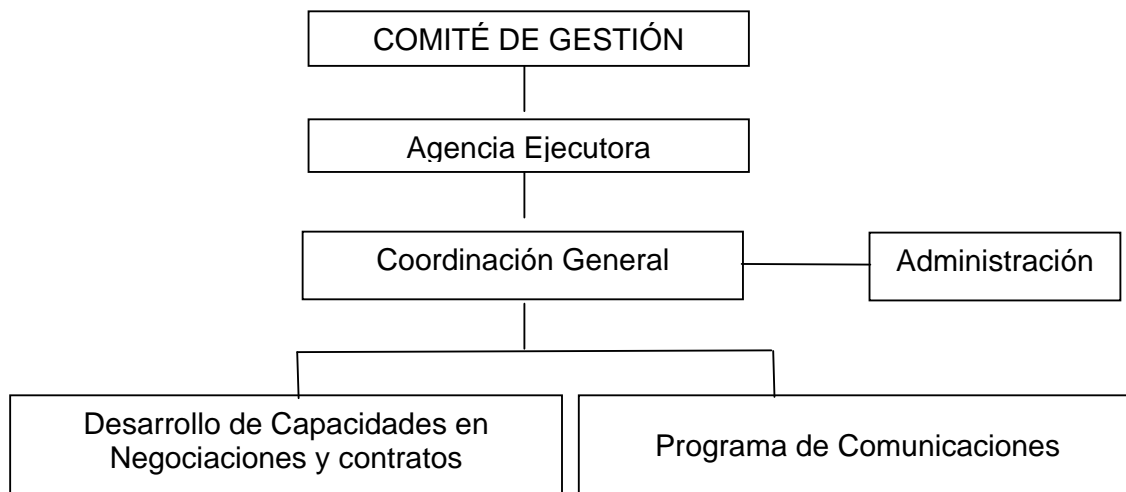 COMITÉ DE GESTIÓN
Agencia Ejecutora
Coordinación General
Administración
Desarrollo de Capacidades en
Negociaciones y contratos
Programa de Comunicaciones